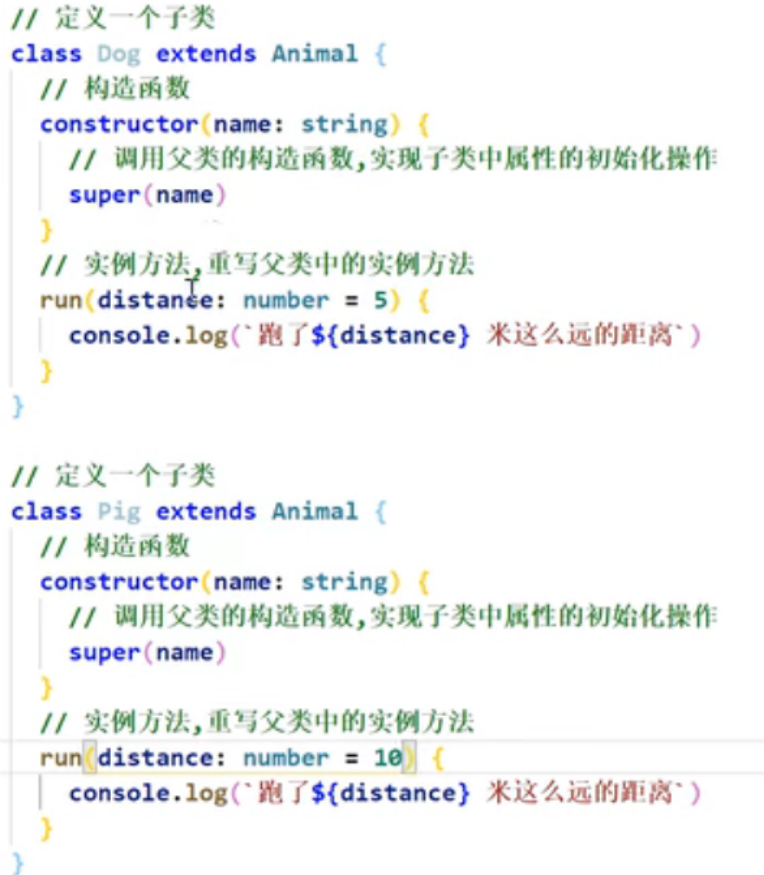 // 定义一个子类
class Dog extends Animal {
  // 构造函数
  constructor(name: string) {
    // 调用父类的构造函数,实现子类中属性的初始化操作
    super(name)
  }
  // 实例方法,重写父类中的实例方法
  run(distance: number = 5) {
    console.log(`跑了${distance} 米这么远的距离`)
  }
}
// 定义一个子类
class Pig extends Animal {
  // 构造函数
  constructor(name: string) {
    // 调用父类的构造函数,实现子类中属性的初始化操作
    super(name)
  }
  // 实例方法,重写父类中的实例方法
  run(distance: number = 10) {
    console.log(`跑了${distance} 米这么远的距离`)
  }
}